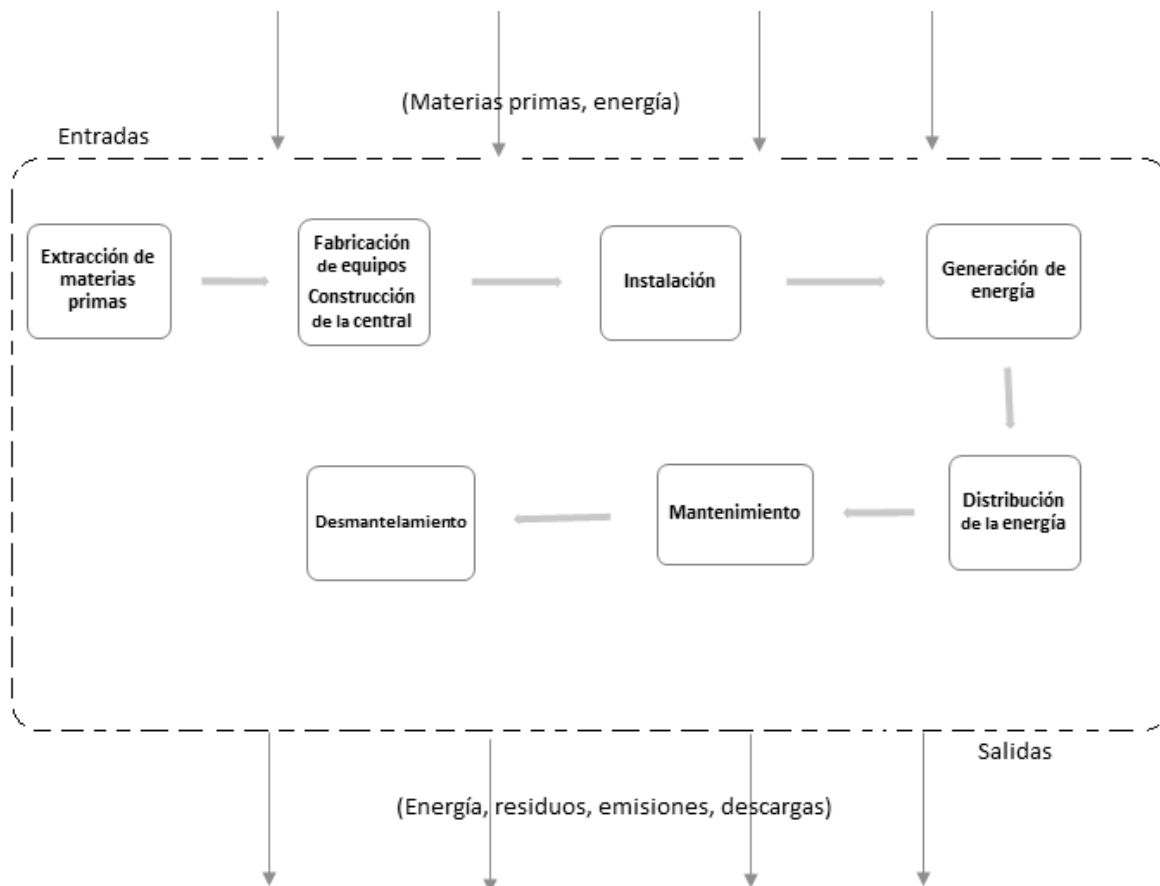 (Materias primas, energía)
Entradas
Extracción de
materias
primas
Fabricación
de equipos
Construcción
de la central
Instalación
Generación de
energía
Distribución
de la energía
Mantenimiento
Desmantelamiento
Salidas
(Energía, residuos, emisiones, descargas)